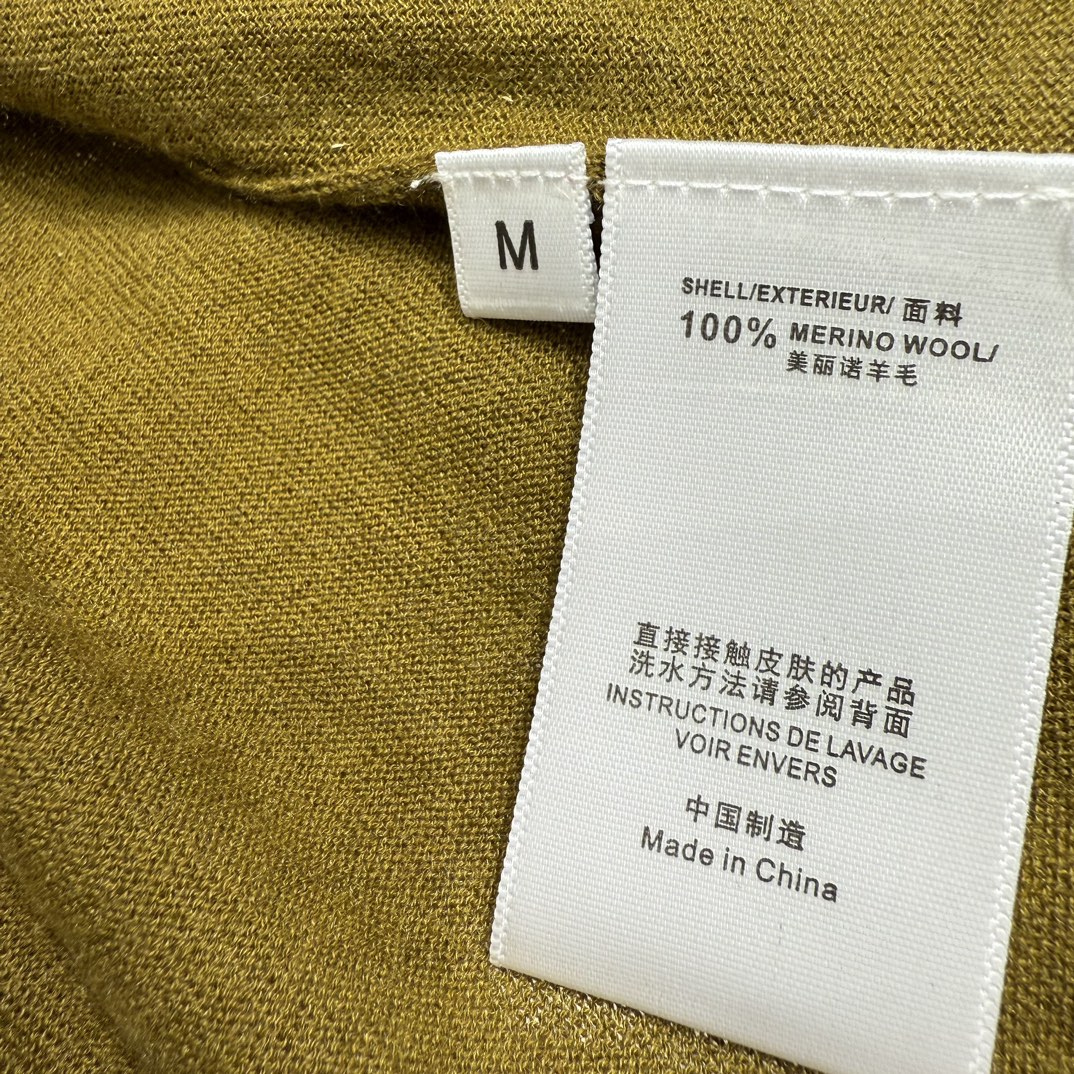 M
SHELL/EXTERIEUR/ 面料
100% MERINO WOOL/
美丽诺羊毛
直接接触皮肤的产品
洗水方法请参阅背面
INSTRUCTIONS DE LAVAGE
VOIR ENVERS
中国制造
Made in China